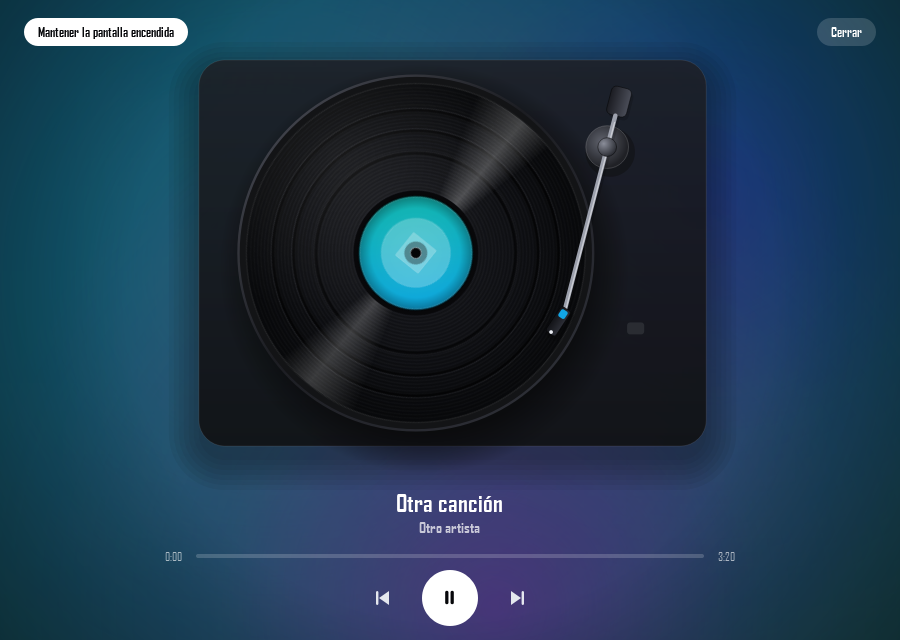 Mantener la pantalla encendida
Cerrar
Otra canción
Otro artista
0:00
3:20